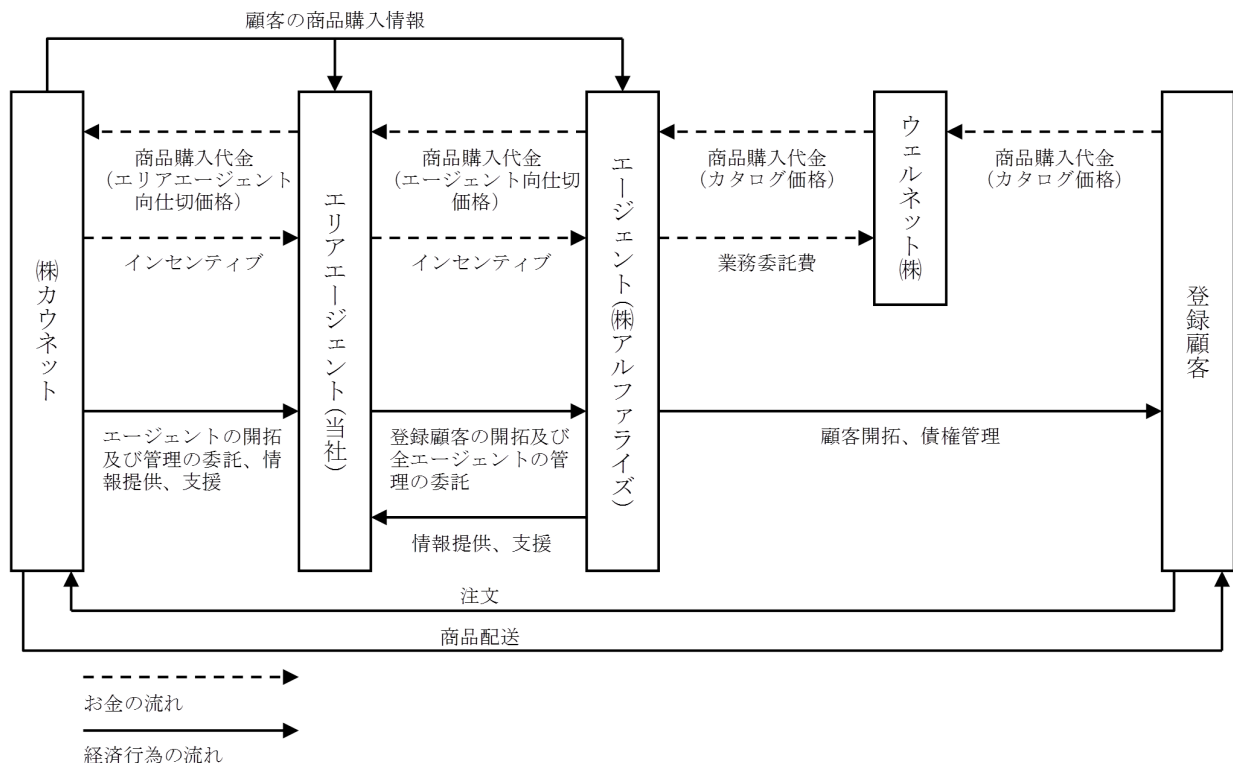 顧客の商品購入情報
㈱カウネット
エリアエージェント(当社)
エージェント(㈱アルファライズ)
ウェルネット㈱
登録顧客
商品購入代金
(エリアエージェント
向仕切価格)
商品購入代金
(エージェント向仕切
価格)
商品購入代金
(カタログ価格)
商品購入代金
(カタログ価格)
インセンティブ
インセンティブ
業務委託費
エージェントの開拓
及び管理の委託、情
報提供、支援
登録顧客の開拓及び
全エージェントの管
理の委託
顧客開拓、債権管理
情報提供、支援
注文
商品配送
お金の流れ
経済行為の流れ